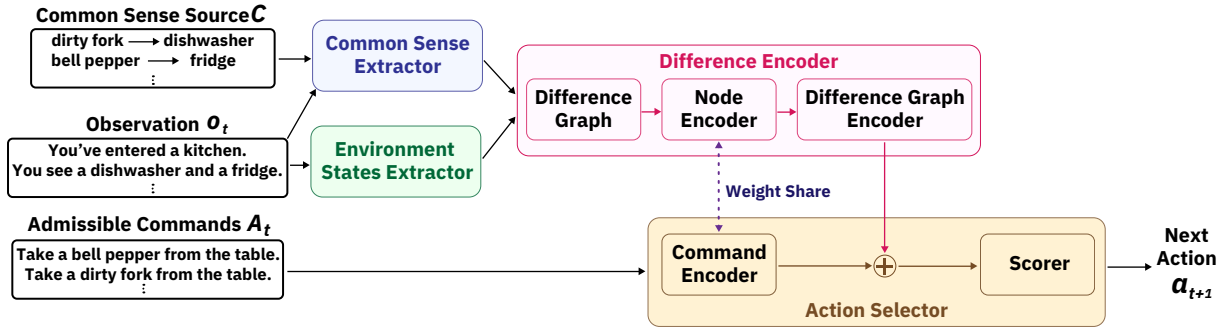 Common Sense Source C
dirty fork → dishwasher
bell pepper → fridge
⋮
Observation o_t
You've entered a kitchen.
You see a dishwasher and a fridge.
⋮
Admissible Commands A_t
Take a bell pepper from the table.
Take a dirty fork from the table.
⋮
Common Sense
Extractor
Environment
States Extractor
Difference Encoder
Difference
Graph
Node
Encoder
Difference Graph
Encoder
Weight Share
Command
Encoder
+
Scorer
Action Selector
Next
Action
a_{t+1}